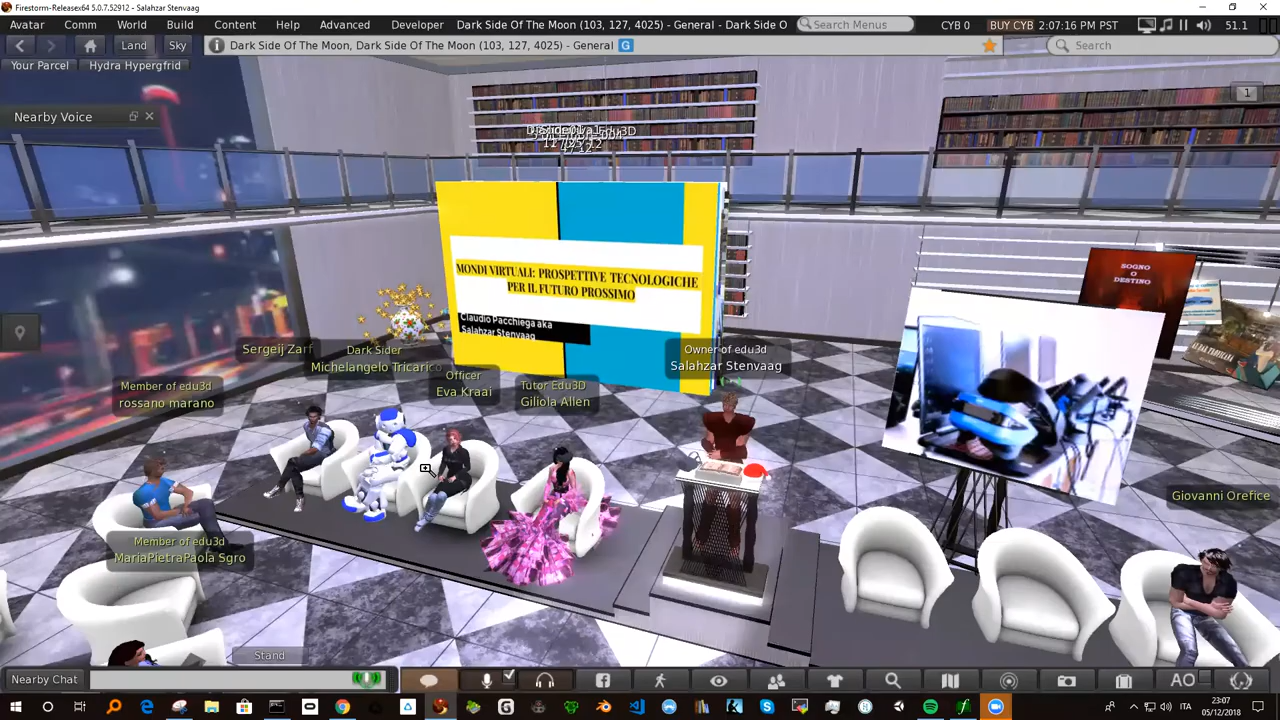 Firestorm-Releasex64 5.0.7.52912 - Salahzar Stenvaag
Avatar Comm World Build Content Help Advanced Developer Dark Side Of The Moon (103, 127, 4025) - General - Dark Side O Search Menus CYB 0 BUY CYB 2:07:16 PM PST 51.1
Land Sky Dark Side Of The Moon, Dark Side Of The Moon (103, 127, 4025) - General G Search
Your Parcel Hydra Hypergrfid
1
Nearby Voice
MONDI VIRTUALI: PROSPETTIVE TECNOLOGICHE
PER IL FUTURO PROSSIMO
Claudio Pacchiega aka
Salahzar Stenvaag
SOGNO
O
DESTINO
Sergeij Zarf
Dark Sider
Michelangelo Tricarico
Officer
Eva Kraai
Tutor Edu3D
Giliola Allen
Owner of edu3d
Salahzar Stenvaag
Member of edu3d
rossano marano
Giovanni Orefice
Member of edu3d
MariaPietraPaola Sgro
Stand
Nearby Chat
AO
ITA
23:07
05/12/2018